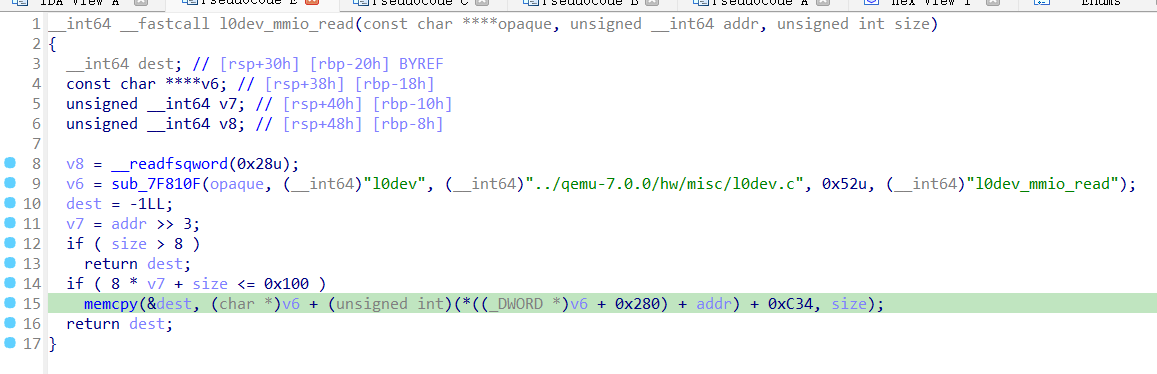 IDA View A Pseudocode E Pseudocode C Pseudocode B Pseudocode A Hex View 1 Enums
1 __int64 __fastcall l0dev_mmio_read(const char ****opaque, unsigned __int64 addr, unsigned int size)
2 {
3 __int64 dest; // [rsp+30h] [rbp-20h] BYREF
4 const char ****v6; // [rsp+38h] [rbp-18h]
5 unsigned __int64 v7; // [rsp+40h] [rbp-10h]
6 unsigned __int64 v8; // [rsp+48h] [rbp-8h]
7
8 v8 = __readfsqword(0x28u);
9 v6 = sub_7F810F(opaque, (__int64)"l0dev", (__int64)"../qemu-7.0.0/hw/misc/l0dev.c", 0x52u, (__int64)"l0dev_mmio_read");
10 dest = -1LL;
11 v7 = addr >> 3;
12 if ( size > 8 )
13 return dest;
14 if ( 8 * v7 + size <= 0x100 )
15 memcpy(&dest, (char *)v6 + (unsigned int)(*((_DWORD *)v6 + 0x280) + addr) + 0xC34, size);
16 return dest;
17 }